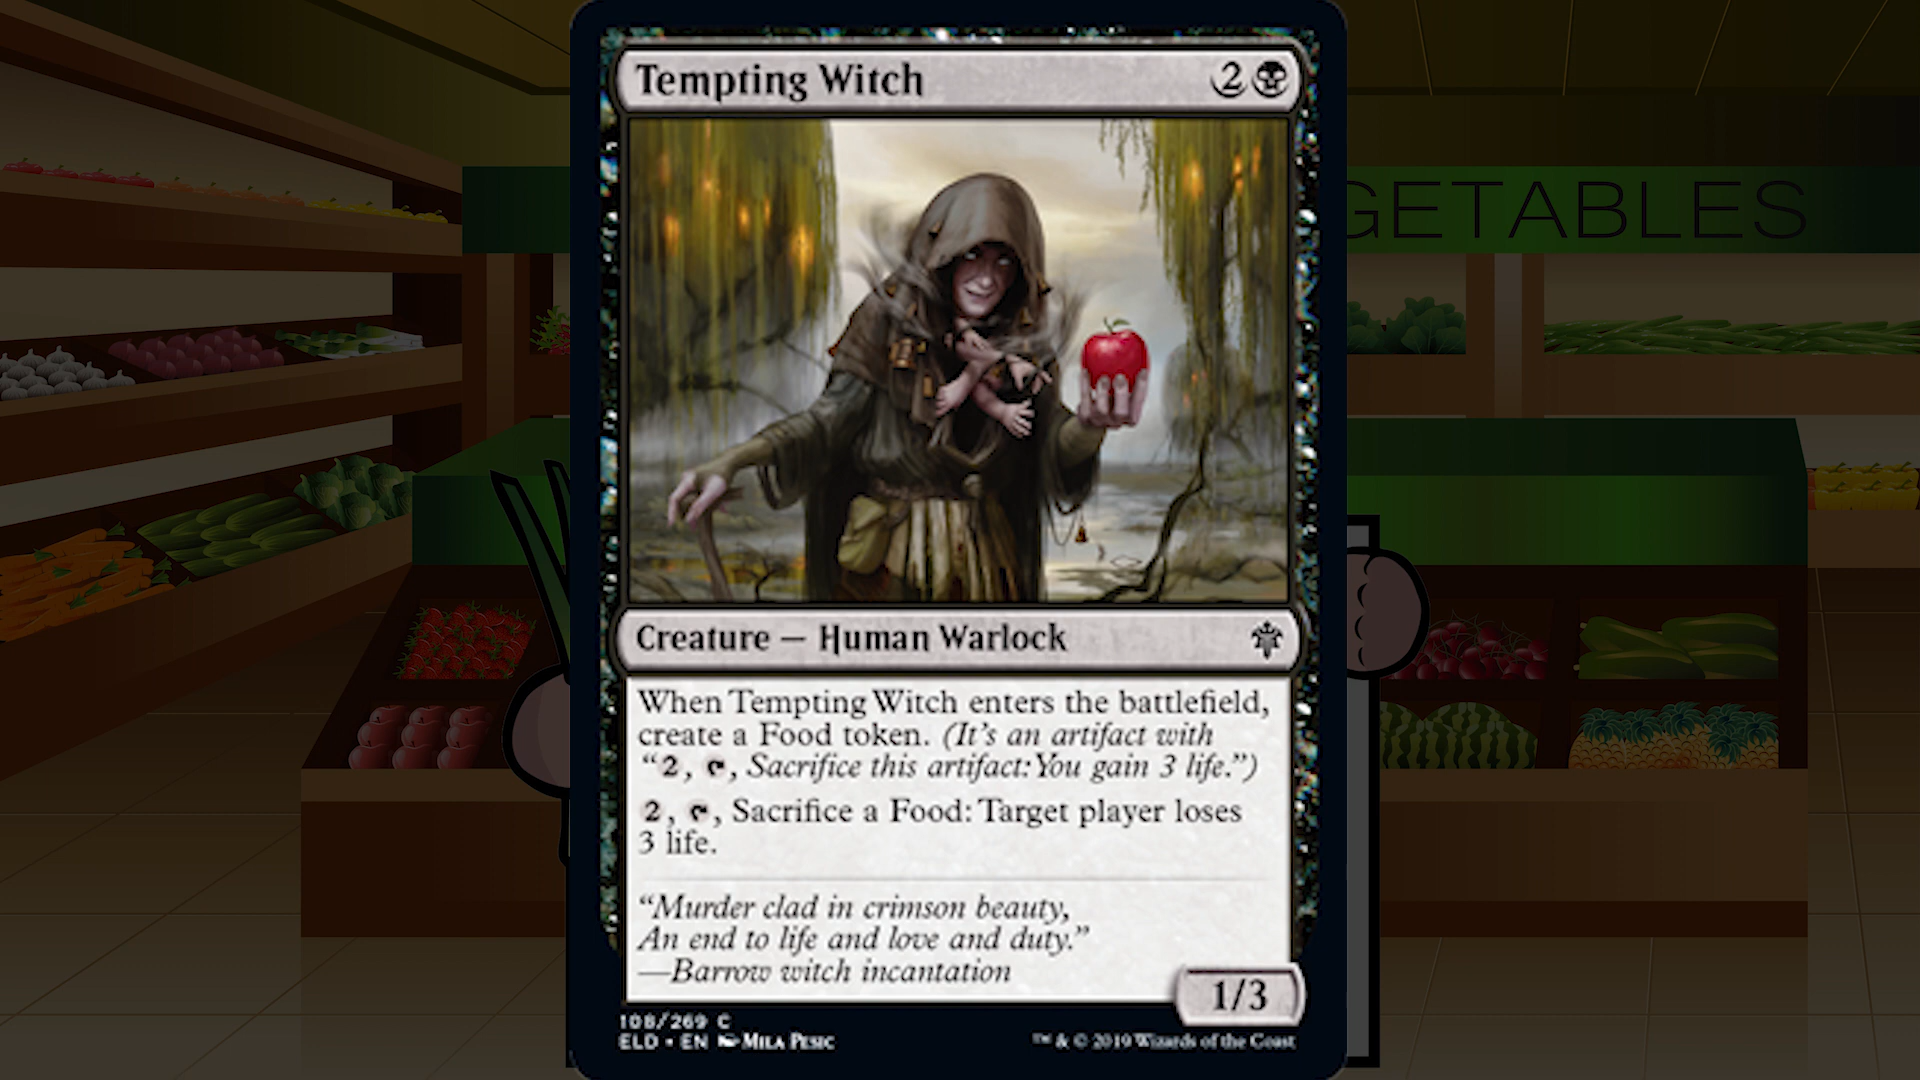 Tempting Witch 2
GETABLES
Creature — Human Warlock
When Tempting Witch enters the battlefield,
create a Food token. (It's an artifact with
“2, , Sacrifice this artifact: You gain 3 life.”)
2, , Sacrifice a Food: Target player loses
3 life.
“Murder clad in crimson beauty,
An end to life and love and duty.”
—Barrow witch incantation
1/3
108/269 C
ELD • EN Mila Pesic
™ & © 2019 Wizards of the Coast